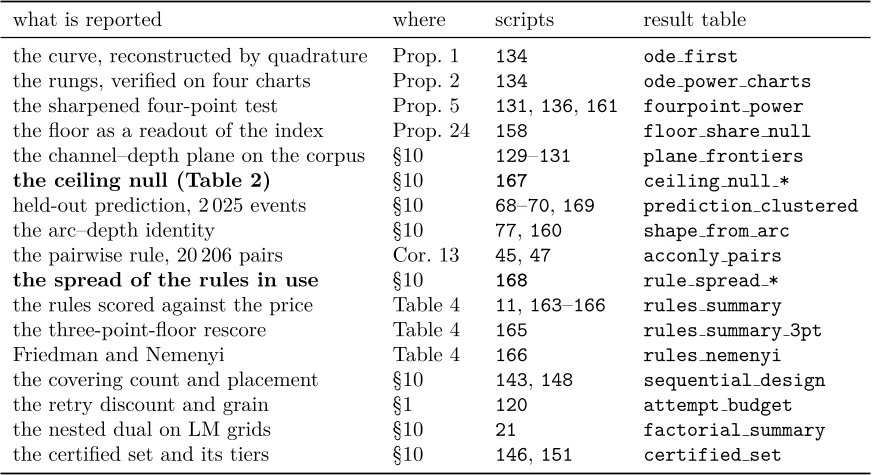 what is reported where scripts result table
the curve, reconstructed by quadrature Prop. 1 134 ode_first
the rungs, verified on four charts Prop. 2 134 ode_power_charts
the sharpened four-point test Prop. 5 131, 136, 161 fourpoint_power
the floor as a readout of the index Prop. 24 158 floor_share_null
the channel–depth plane on the corpus §10 129–131 plane_frontiers
the ceiling null (Table 2) §10 167 ceiling_null_*
held-out prediction, 2 025 events §10 68–70, 169 prediction_clustered
the arc–depth identity §10 77, 160 shape_from_arc
the pairwise rule, 20 206 pairs Cor. 13 45, 47 acconly_pairs
the spread of the rules in use §10 168 rule_spread_*
the rules scored against the price Table 4 11, 163–166 rules_summary
the three-point-floor rescore Table 4 165 rules_summary_3pt
Friedman and Nemenyi Table 4 166 rules_nemenyi
the covering count and placement §10 143, 148 sequential_design
the retry discount and grain §1 120 attempt_budget
the nested dual on LM grids §10 21 factorial_summary
the certified set and its tiers §10 146, 151 certified_set